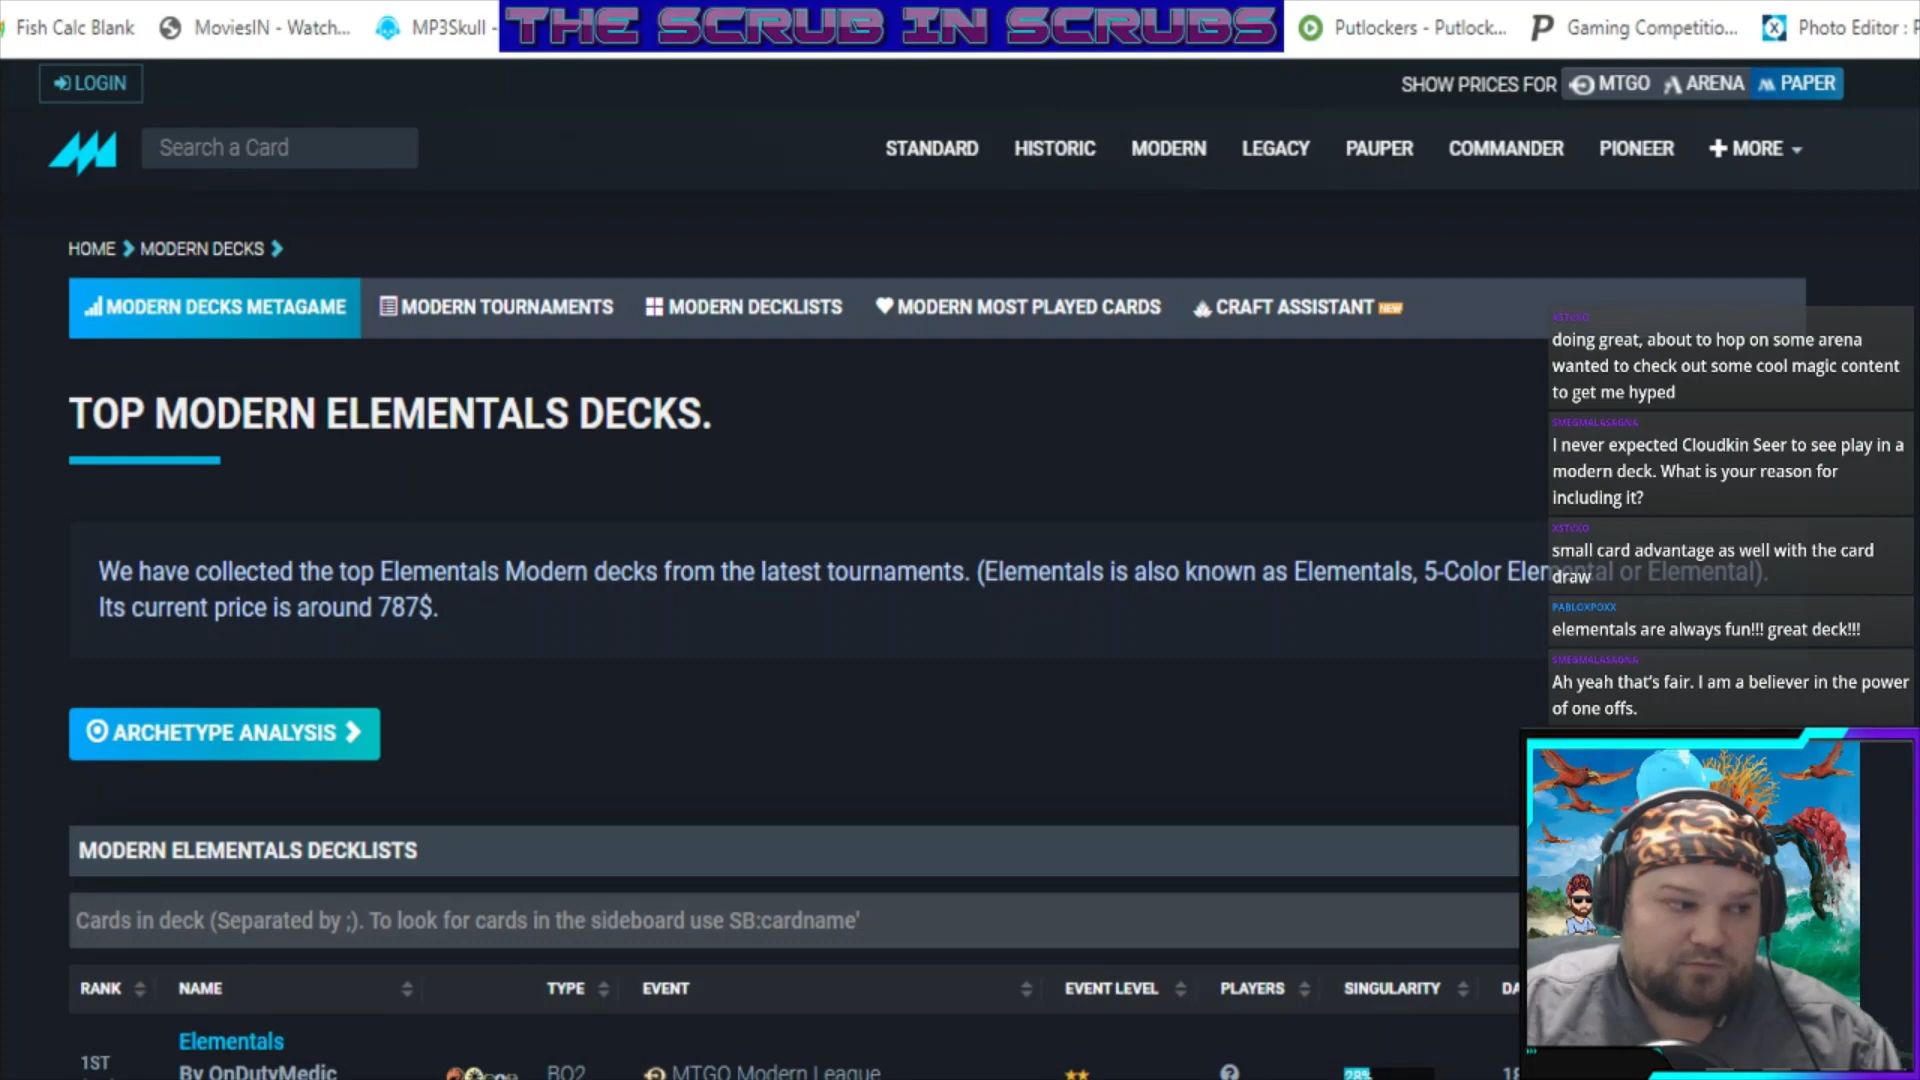 Fish Calc Blank
MoviesIN - Watch...
MP3Skull -
THE SCRUB IN SCRUBS
Putlockers - Putlock...
Gaming Competitio...
Photo Editor :
LOGIN
SHOW PRICES FOR
MTGO
ARENA
PAPER
Search a Card
STANDARD
HISTORIC
MODERN
LEGACY
PAUPER
COMMANDER
PIONEER
MORE
HOME
MODERN DECKS
MODERN DECKS METAGAME
MODERN TOURNAMENTS
MODERN DECKLISTS
MODERN MOST PLAYED CARDS
CRAFT ASSISTANT NEW
doing great, about to hop on some arena
wanted to check out some cool magic content
to get me hyped
SMEGMALASAGNA
I never expected Cloudkin Seer to see play in a
modern deck. What is your reason for
including it?
small card advantage as well with the card
draw
PABLOXPOXX
elementals are always fun!!! great deck!!!
SMEGMALASAGNA
Ah yeah that's fair. I am a believer in the power
of one offs.
TOP MODERN ELEMENTALS DECKS.
We have collected the top Elementals Modern decks from the latest tournaments. (Elementals is also known as Elementals, 5-Color Elemental or Elemental).
Its current price is around 787$.
ARCHETYPE ANALYSIS
MODERN ELEMENTALS DECKLISTS
Cards in deck (Separated by ;). To look for cards in the sideboard use SB:cardname'
RANK
NAME
TYPE
EVENT
EVENT LEVEL
PLAYERS
SINGULARITY
DA
1ST
Elementals
By OnDutyMedic
BO2
MTGO Modern League
28%